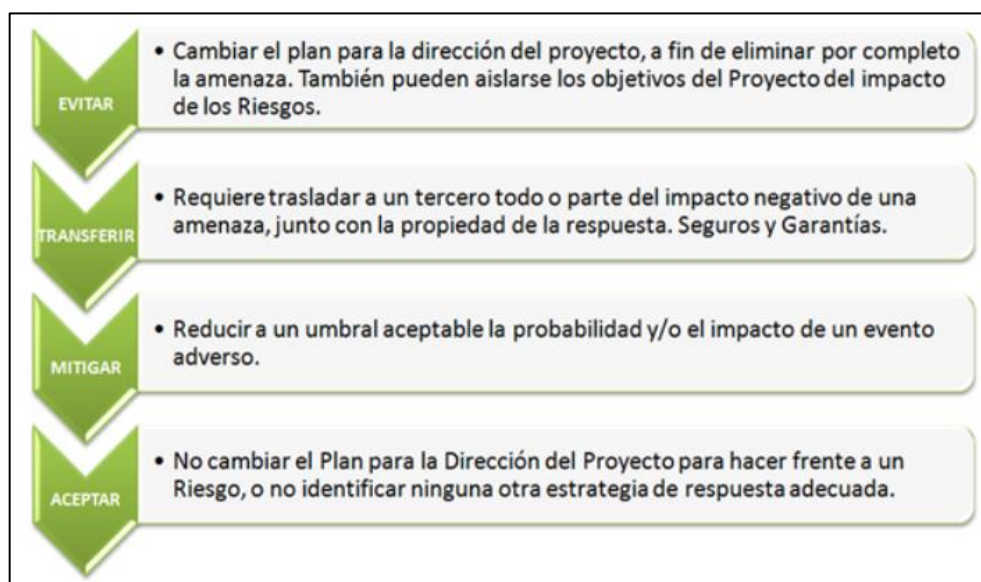 EVITAR
• Cambiar el plan para la dirección del proyecto, a fin de eliminar por completo
la amenaza. También pueden aislarse los objetivos del Proyecto del impacto
de los Riesgos.
TRANSFERIR
• Requiere trasladar a un tercero todo o parte del impacto negativo de una
amenaza, junto con la propiedad de la respuesta. Seguros y Garantías.
MITIGAR
• Reducir a un umbral aceptable la probabilidad y/o el impacto de un evento
adverso.
ACEPTAR
• No cambiar el Plan para la Dirección del Proyecto para hacer frente a un
Riesgo, o no identificar ninguna otra estrategia de respuesta adecuada.